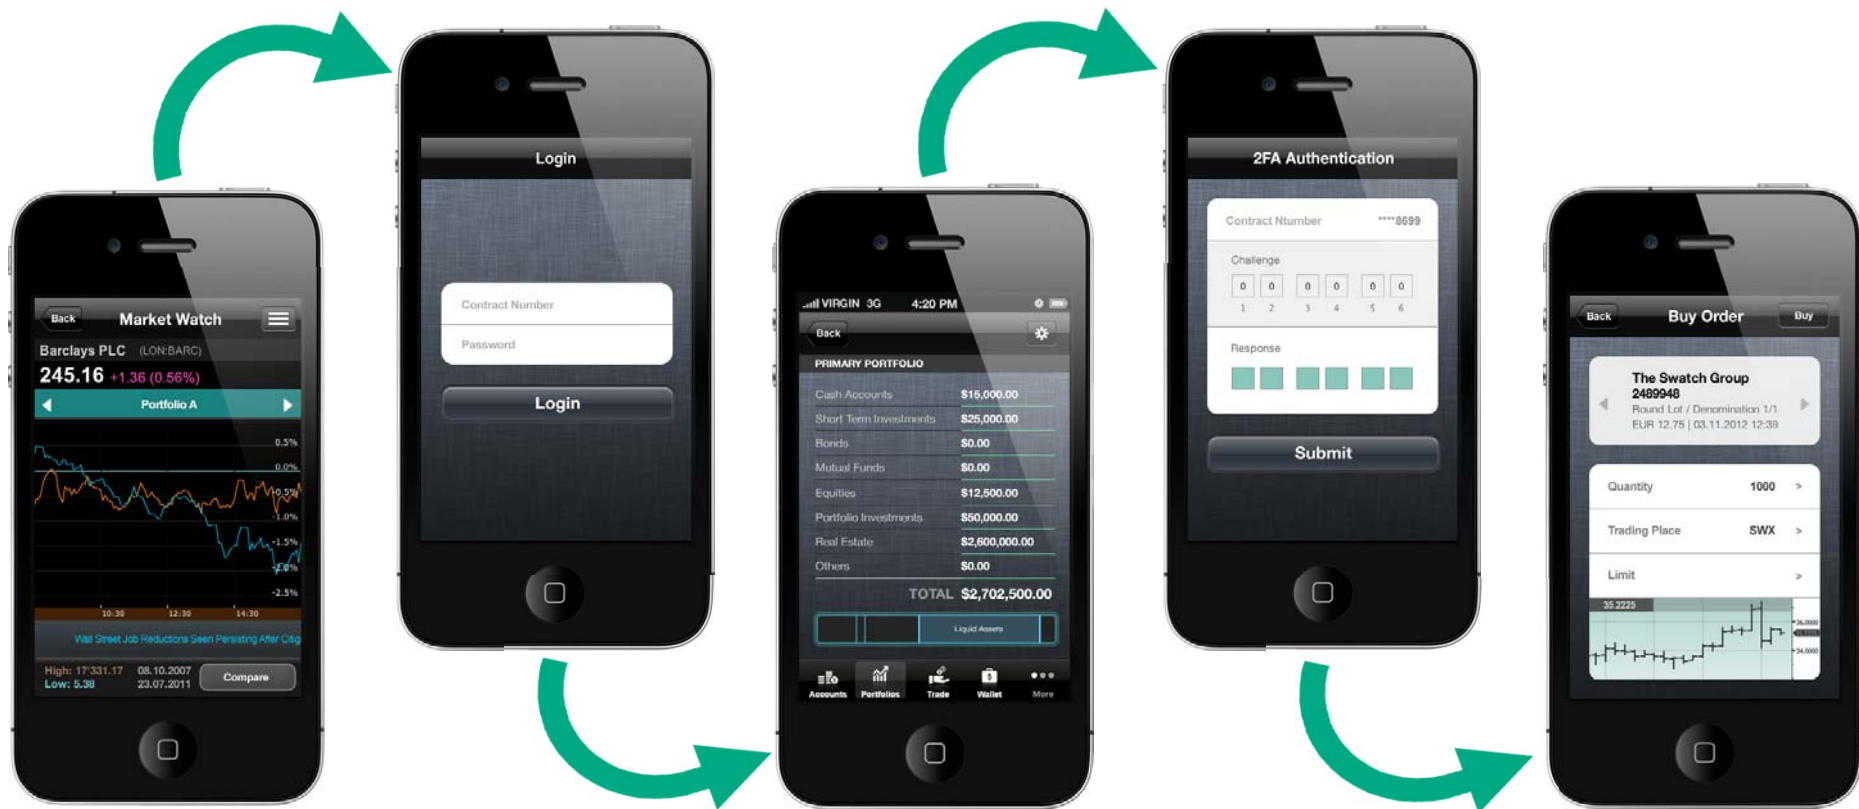 Back Market Watch
Barclays PLC (LON:BARC)
245.16 +1.36 (0.56%)
Portfolio A
0.5%
0.0%
-0.5%
-1.0%
-1.5%
-2.0%
-2.5%
10:30 12:30 14:30
Wall Street Job Reductions Seen Persisting After Citig
High: 17'331.17 08.10.2007
Low: 5.38 23.07.2011
Compare
Login
Contract Number
Password
Login
VIRGIN 3G 4:20 PM
Back
PRIMARY PORTFOLIO
Cash Accounts $15,000.00
Short Term Investments $25,000.00
Bonds $0.00
Mutual Funds $0.00
Equities $12,500.00
Portfolio Investments $50,000.00
Real Estate $2,600,000.00
Others $0.00
TOTAL $2,702,500.00
Liquid Assets
Accounts Portfolios Trade Wallet More
2FA Authentication
Contract Ntumber ****8699
Challenge
0 0 0 0 0 0
1 2 3 4 5 6
Response
Submit
Back Buy Order Buy
The Swatch Group
2489948
Round Lot / Denomination 1/1
EUR 12.75 | 03.11.2012 12:39
Quantity 1000 >
Trading Place SWX >
Limit >
35.2225
36.0000
34.0000